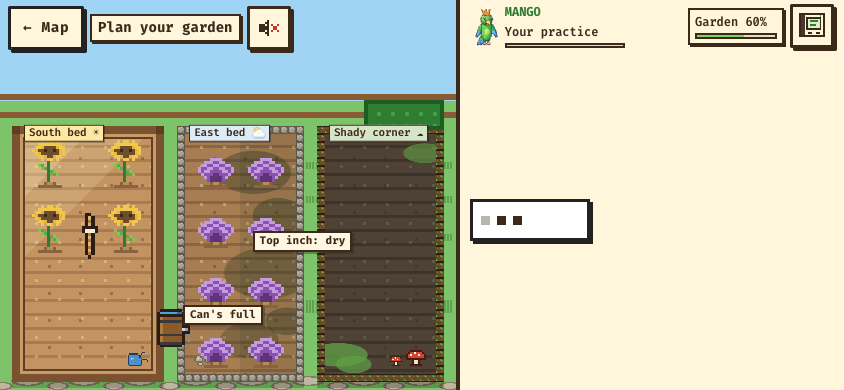 ← Map
Plan your garden
MANGO
Your practice
Garden 60%
South bed ☀
East bed ⛅
Shady corner ☁
Top inch: dry
Can's full